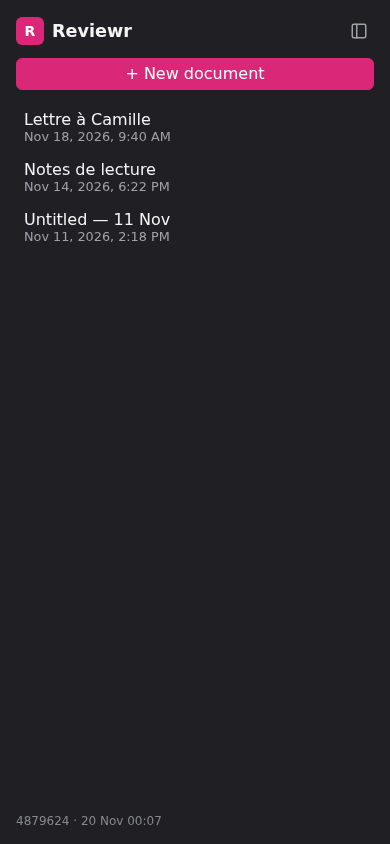 R Reviewr
+ New document
Lettre à Camille
Nov 18, 2026, 9:40 AM
Notes de lecture
Nov 14, 2026, 6:22 PM
Untitled — 11 Nov
Nov 11, 2026, 2:18 PM
4879624 · 20 Nov 00:07